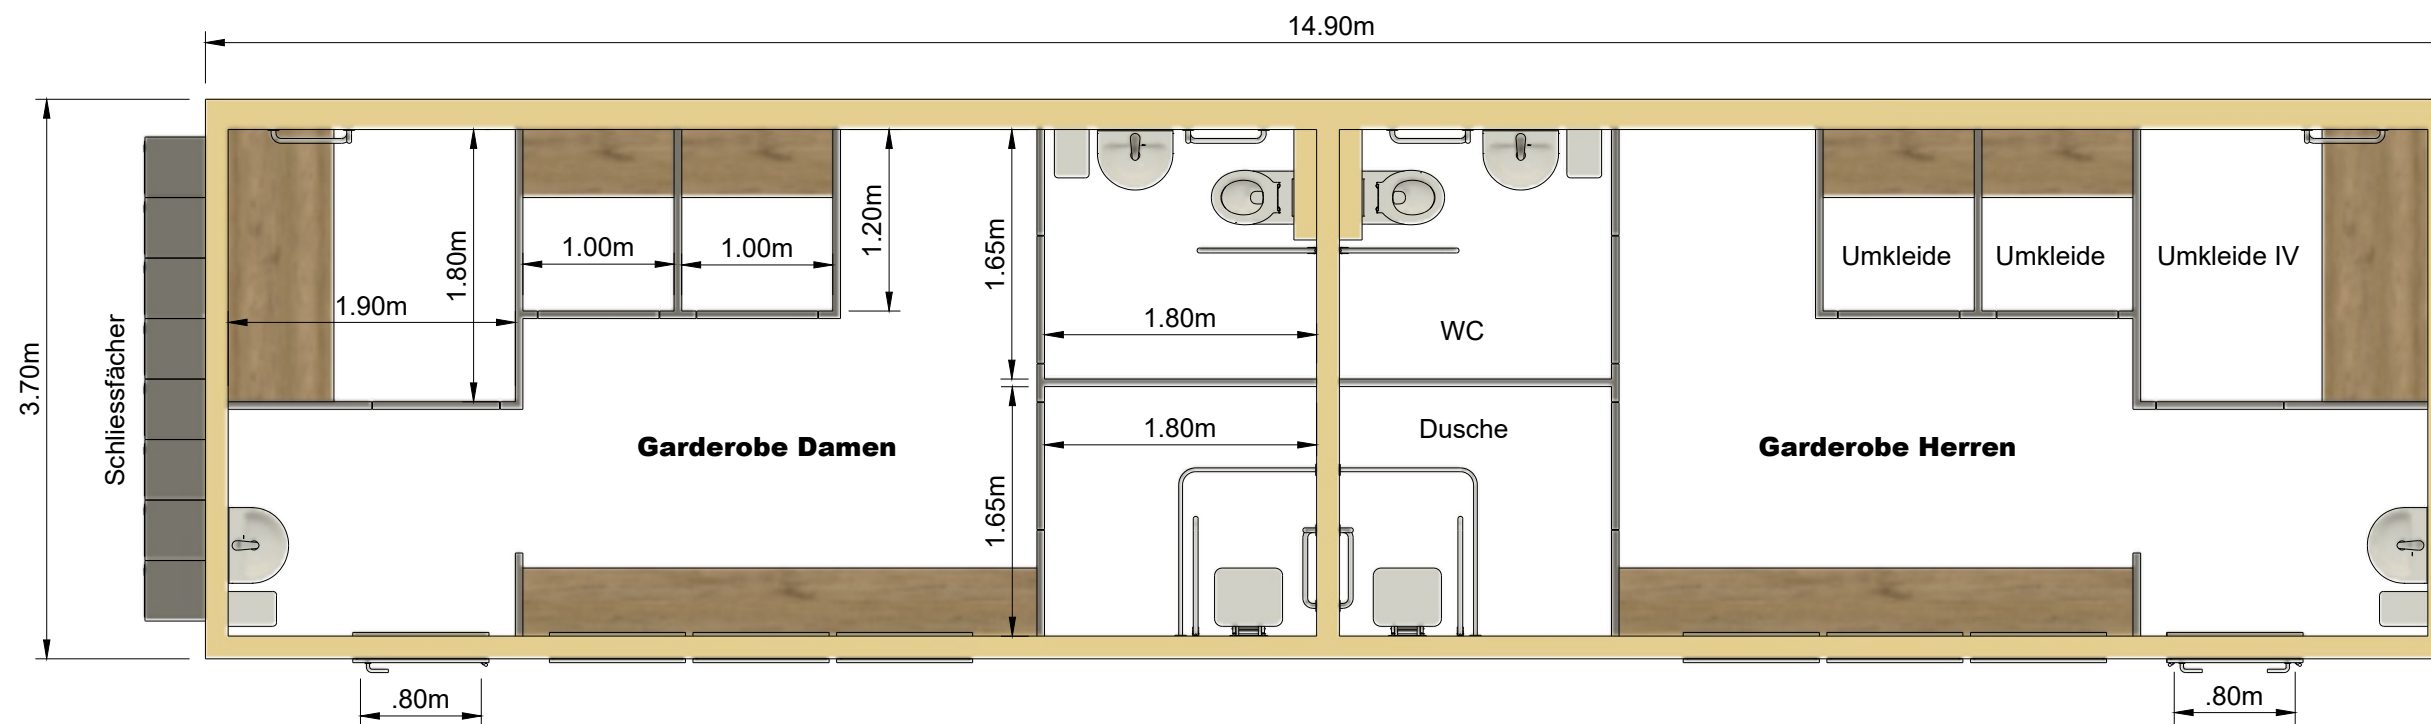 14.90m
3.70m
Schliessfächer
1.90m
1.80m
1.00m
1.00m
1.20m
1.65m
1.80m
WC
Umkleide
Umkleide
Umkleide IV
Garderobe Damen
1.65m
1.80m
Dusche
Garderobe Herren
.80m
.80m